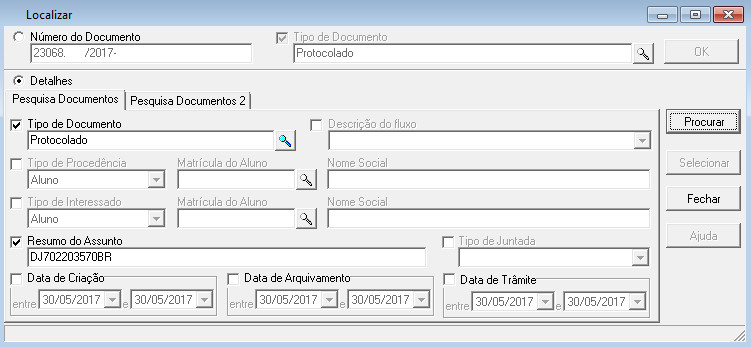 Localizar
Número do Documento
Tipo de Documento
23068. /2017-
Protocolado
OK
Detalhes
Pesquisa Documentos
Pesquisa Documentos 2
Tipo de Documento
Descrição do fluxo
Procurar
Protocolado
Tipo de Procedência
Matrícula do Aluno
Nome Social
Selecionar
Aluno
Tipo de Interessado
Matrícula do Aluno
Nome Social
Fechar
Aluno
Resumo do Assunto
Tipo de Juntada
Ajuda
DJ702203570BR
Data de Criação
Data de Arquivamento
Data de Trâmite
entre 30/05/2017 e 30/05/2017
entre 30/05/2017 e 30/05/2017
entre 30/05/2017 e 30/05/2017